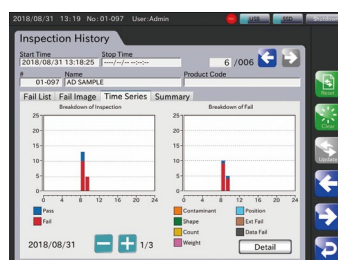 2018/08/31 13:19 No:01-097 User:Admin USB SSD Shutdown
Inspection History
Start Time Stop Time
2018/08/31 13:18:25 ----/--/-- --:--:-- 6 /006
# Name Product Code
01-097 AD SAMPLE
Fail List Fail Image Time Series Summary
Breakdown of Inspection Breakdown of Fail
25 25
20 20
15 15
10 10
5 5
0 0
0 4 8 12 16 20 24 0 4 8 12 16 20 24
Pass Contaminant Position
Fail Shape Ext Fail
Count Data Fail
Weight
2018/08/31 1/3 Detail
Reset
Clear
Update